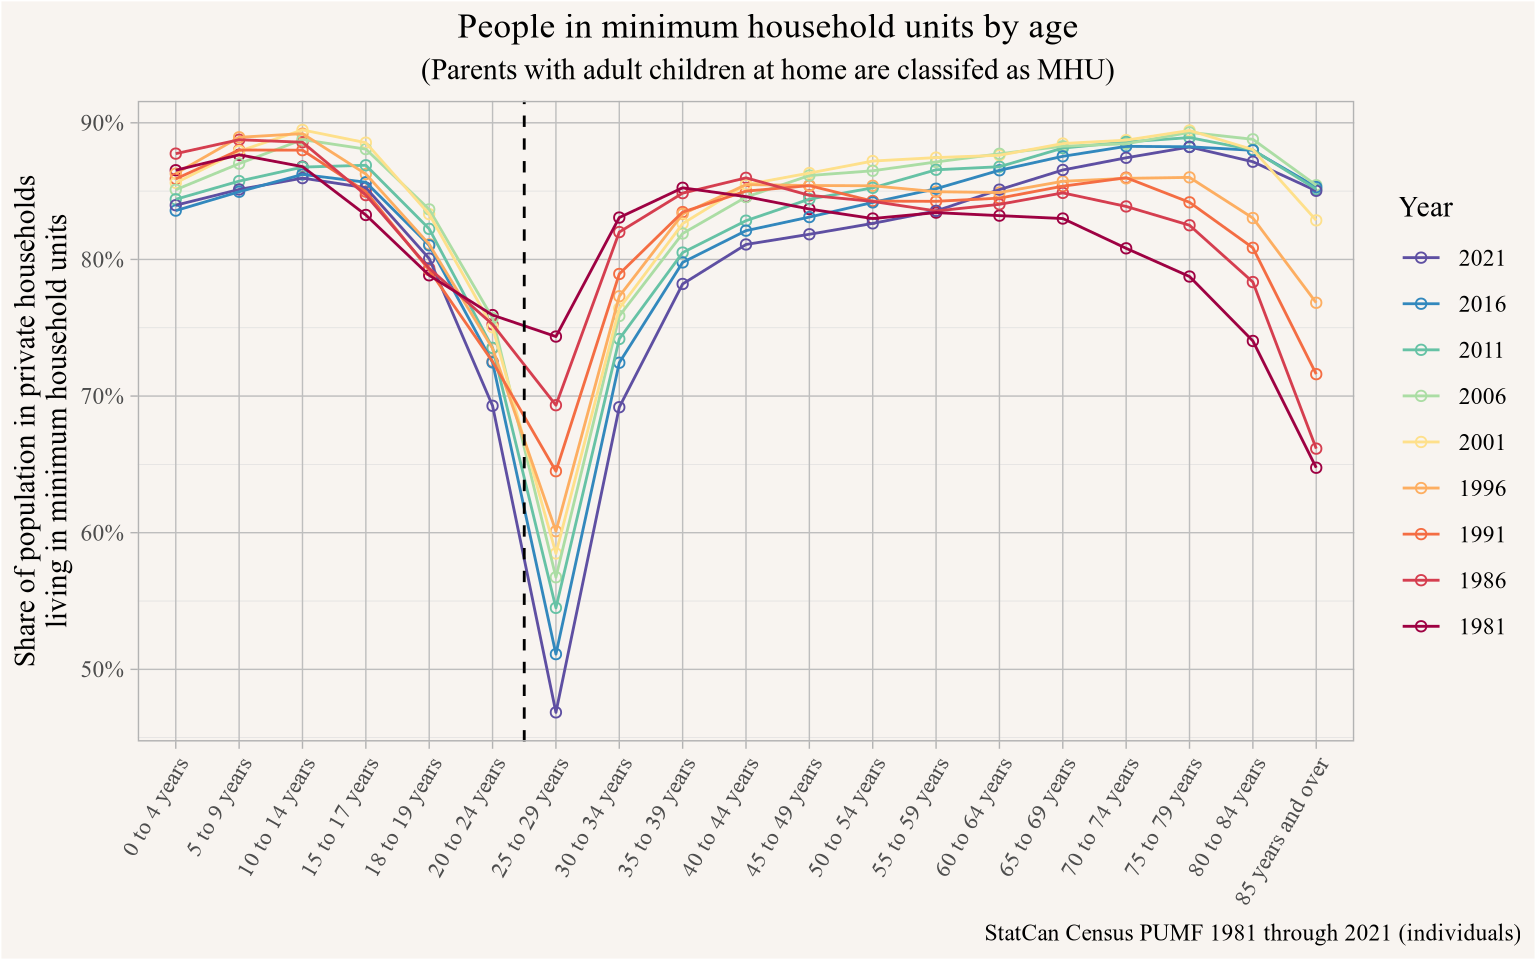 People in minimum household units by age
(Parents with adult children at home are classifed as MHU)
Share of population in private households
living in minimum household units
90%
80%
70%
60%
50%
0 to 4 years
5 to 9 years
10 to 14 years
15 to 17 years
18 to 19 years
20 to 24 years
25 to 29 years
30 to 34 years
35 to 39 years
40 to 44 years
45 to 49 years
50 to 54 years
55 to 59 years
60 to 64 years
65 to 69 years
70 to 74 years
75 to 79 years
80 to 84 years
85 years and over
Year
2021
2016
2011
2006
2001
1996
1991
1986
1981
StatCan Census PUMF 1981 through 2021 (individuals)